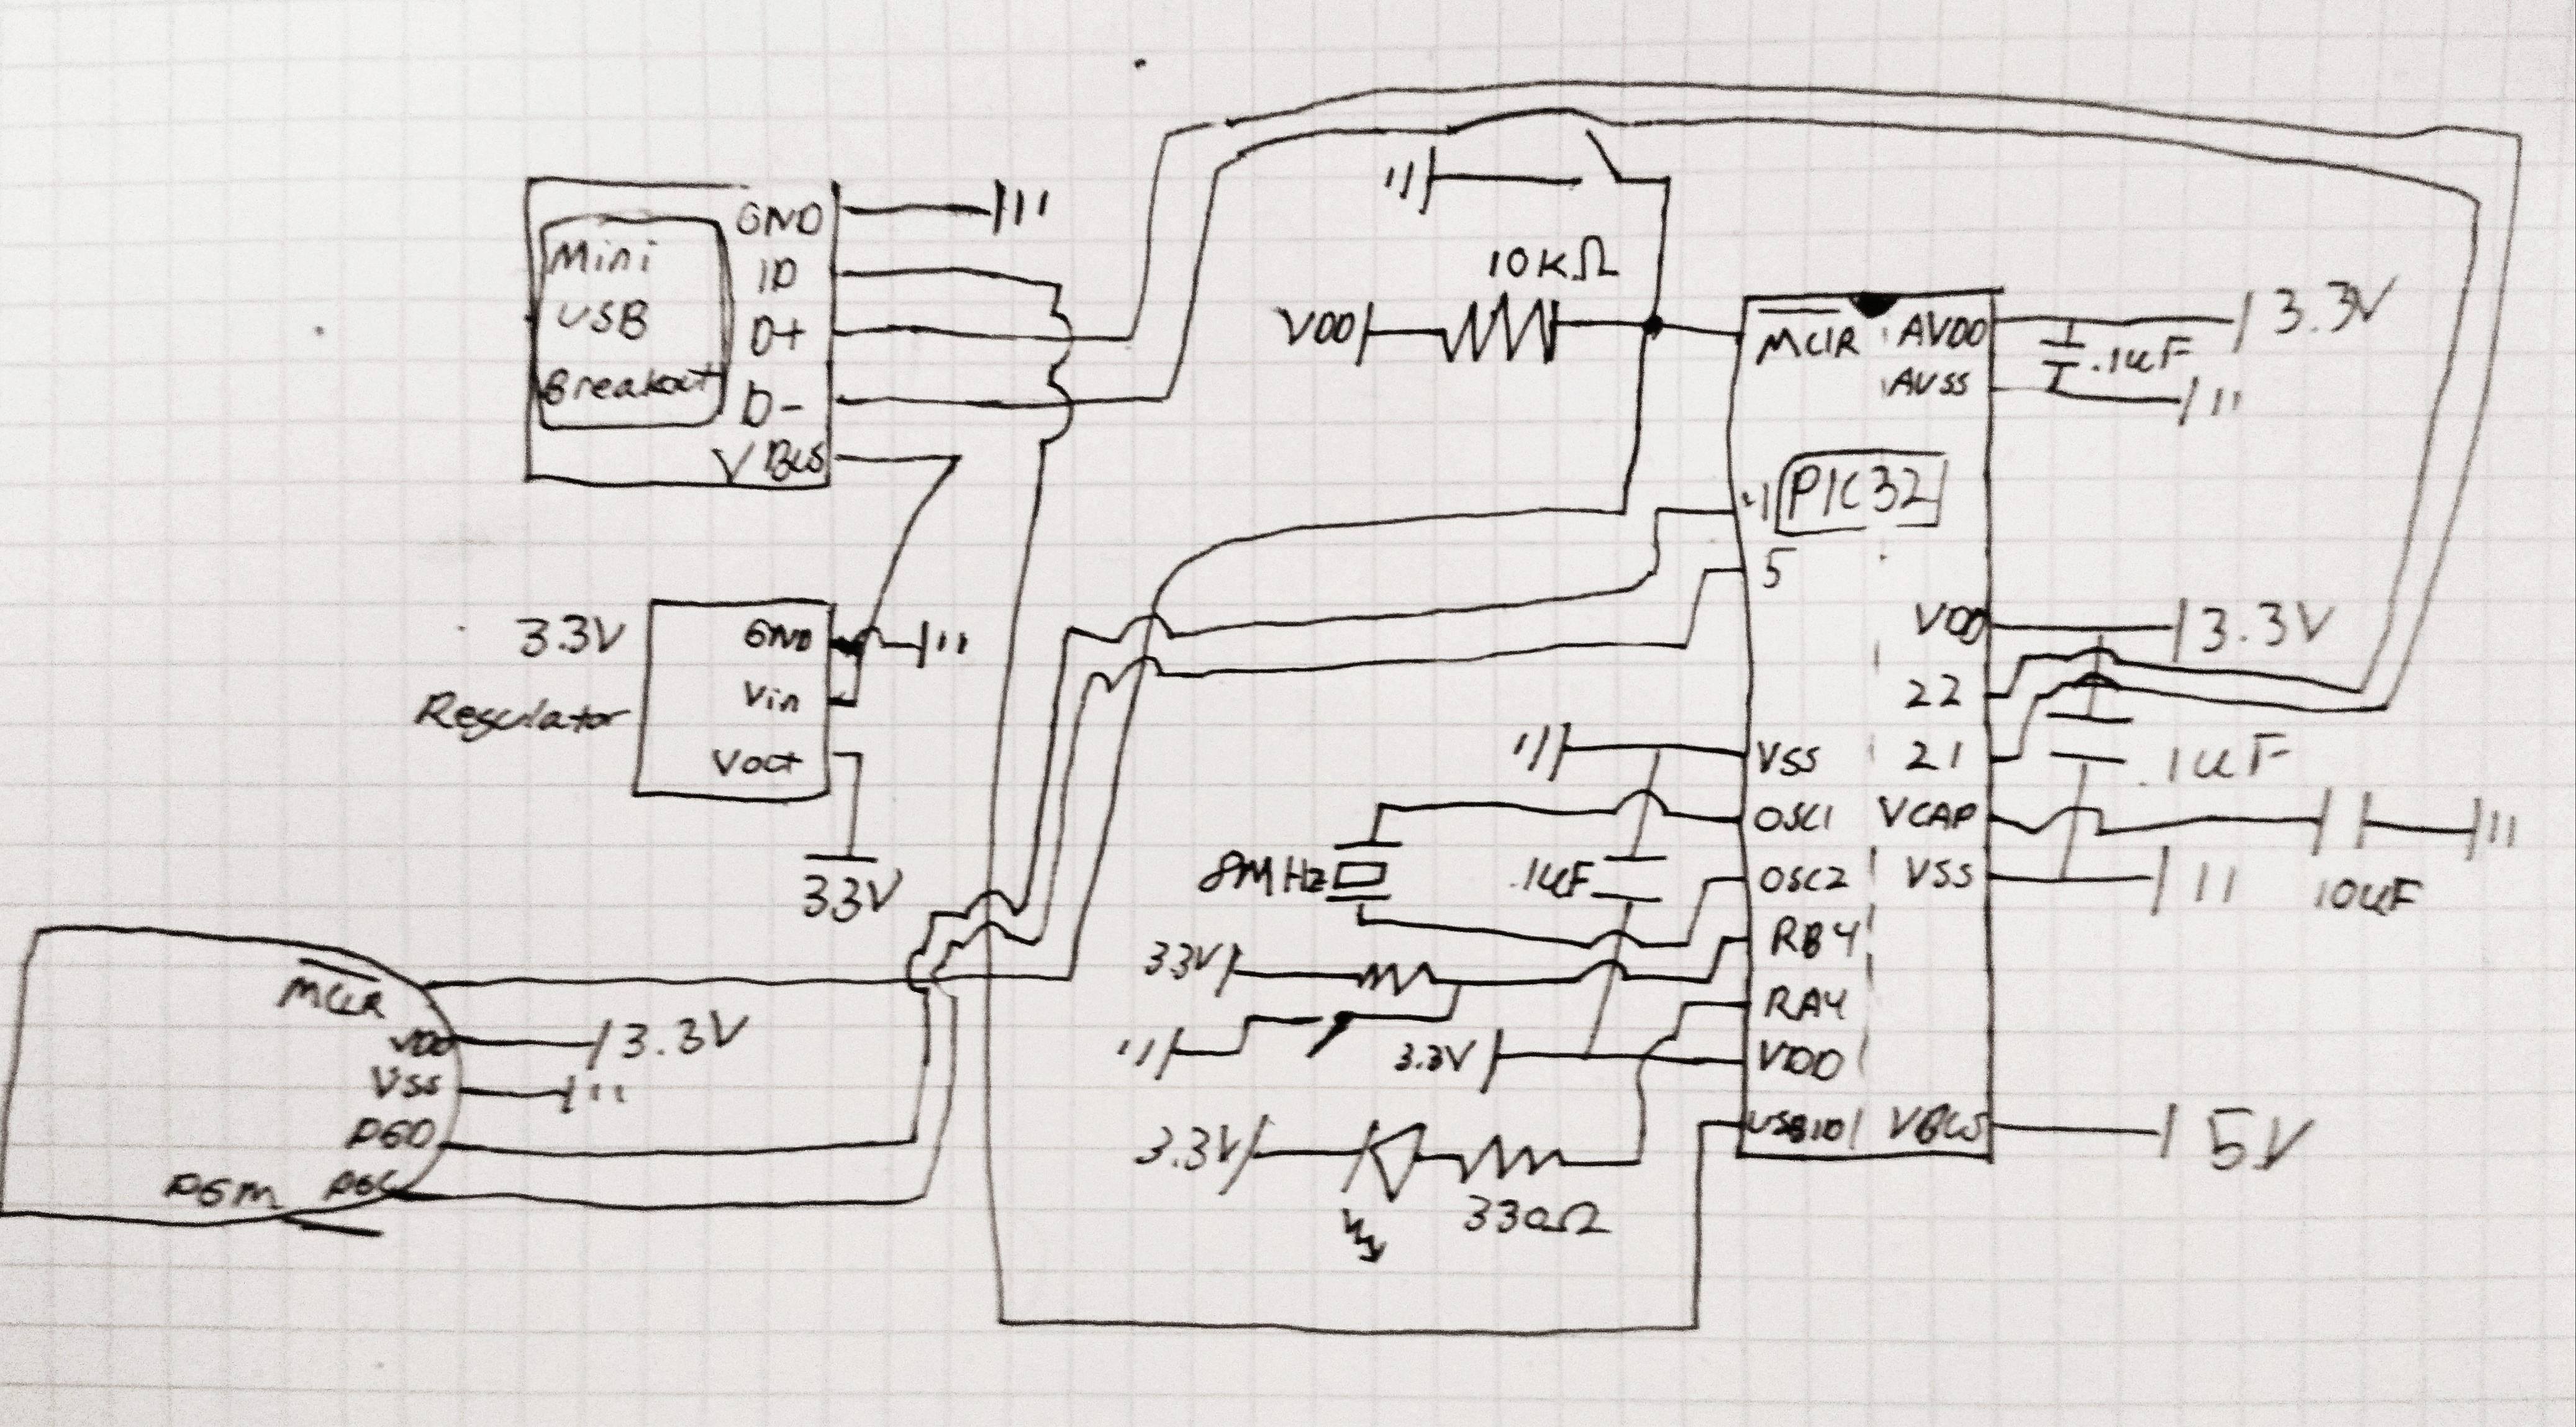 GND
Mini
ID
USB
D+
Breakout
D-
VBUS
3.3V
Regulator
GND
Vin
Vout
3.3V
MCLR
VDD
3.3V
VSS
PGD
PGC
PGM
10KΩ
VDD
MCLR
AVDD
3.3V
.1uF
AVSS
PIC32
4
5
VDD
3.3V
22
21
.1uF
VSS
OSC1
VCAP
10uF
8MHz
.1uF
OSC2
VSS
RB4
3.3V
RA4
3.3V
VDD
3.3V
330Ω
USBID
VBUS
5V